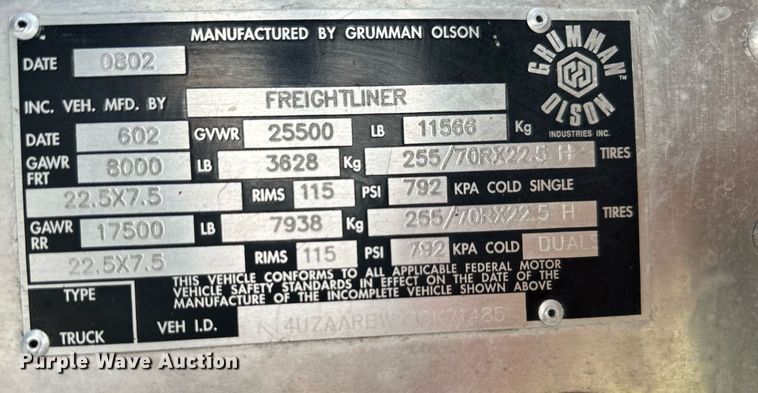 MANUFACTURED BY GRUMMAN OLSON
DATE 0802
GRUMMAN OLSON ™
INDUSTRIES INC.
INC. VEH. MFD. BY FREIGHTLINER
DATE 602 GVWR 25500 LB 11566 Kg
GAWR FRT 8000 LB 3628 Kg 255/70RX22.5 H TIRES
22.5X7.5 RIMS 115 PSI 792 KPA COLD SINGLE
GAWR RR 17500 LB 7938 Kg 255/70RX22.5 H TIRES
22.5X7.5 RIMS 115 PSI 792 KPA COLD DUALS
THIS VEHICLE CONFORMS TO ALL APPLICABLE FEDERAL MOTOR
VEHICLE SAFETY STANDARDS IN EFFECT ON THE DATE OF THE
MANUFACTURE OF THE INCOMPLETE VEHICLE SHOWN ABOVE
TYPE
TRUCK VEH I.D.
Purple Wave Auction